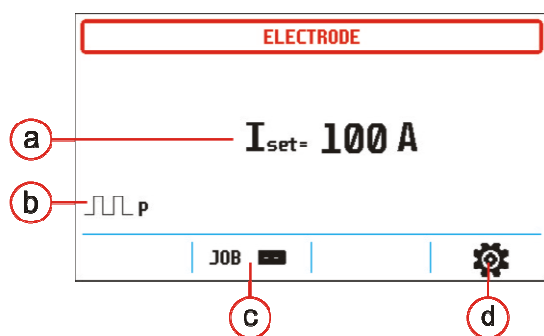 ELECTRODE
a
Iset= 100 A
b
P
JOB --
c
d